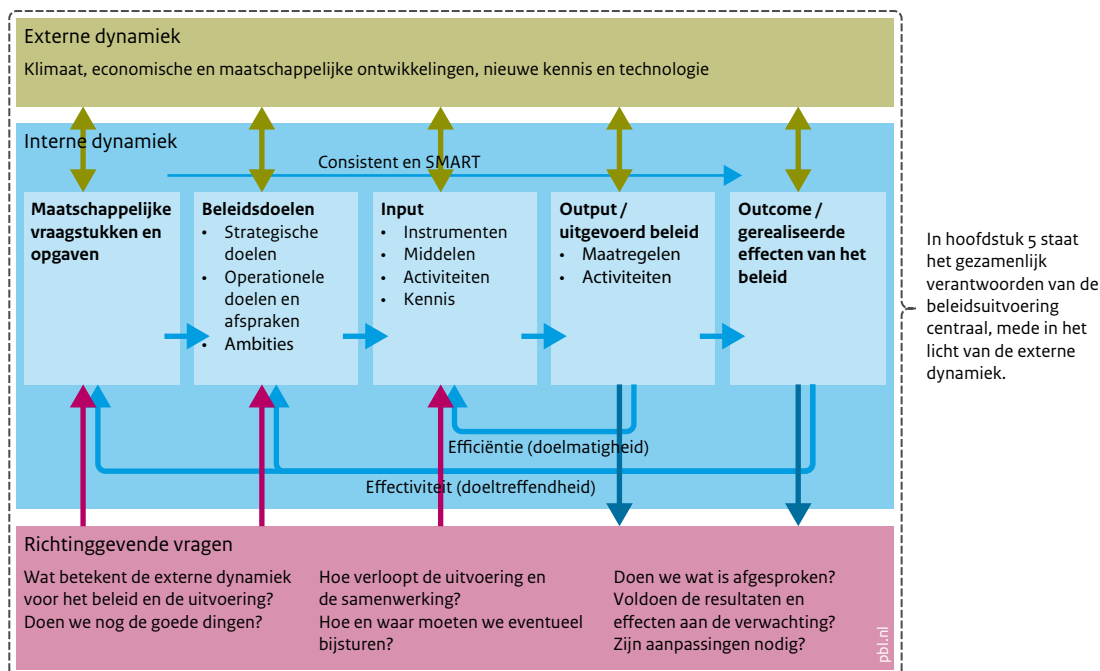 Externe dynamiek
Klimaat, economische en maatschappelijke ontwikkelingen, nieuwe kennis en technologie
Interne dynamiek
Consistent en SMART
Maatschappelijke
vraagstukken en
opgaven
Beleidsdoelen
• Strategische
doelen
• Operationele
doelen en
afspraken
• Ambities
Input
• Instrumenten
• Middelen
• Activiteiten
• Kennis
Output /
uitgevoerd beleid
• Maatregelen
• Activiteiten
Outcome /
gerealiseerde
effecten van het
beleid
Efficiëntie (doelmatigheid)
Effectiviteit (doeltreffendheid)
Richtinggevende vragen
Wat betekent de externe dynamiek
voor het beleid en de uitvoering?
Doen we nog de goede dingen?
Hoe verloopt de uitvoering en
de samenwerking?
Hoe en waar moeten we eventueel
bijsturen?
Doen we wat is afgesproken?
Voldoen de resultaten en
effecten aan de verwachting?
Zijn aanpassingen nodig?
pbl.nl
In hoofdstuk 5 staat
het gezamenlijk
verantwoorden van de
beleidsuitvoering
centraal, mede in het
licht van de externe
dynamiek.